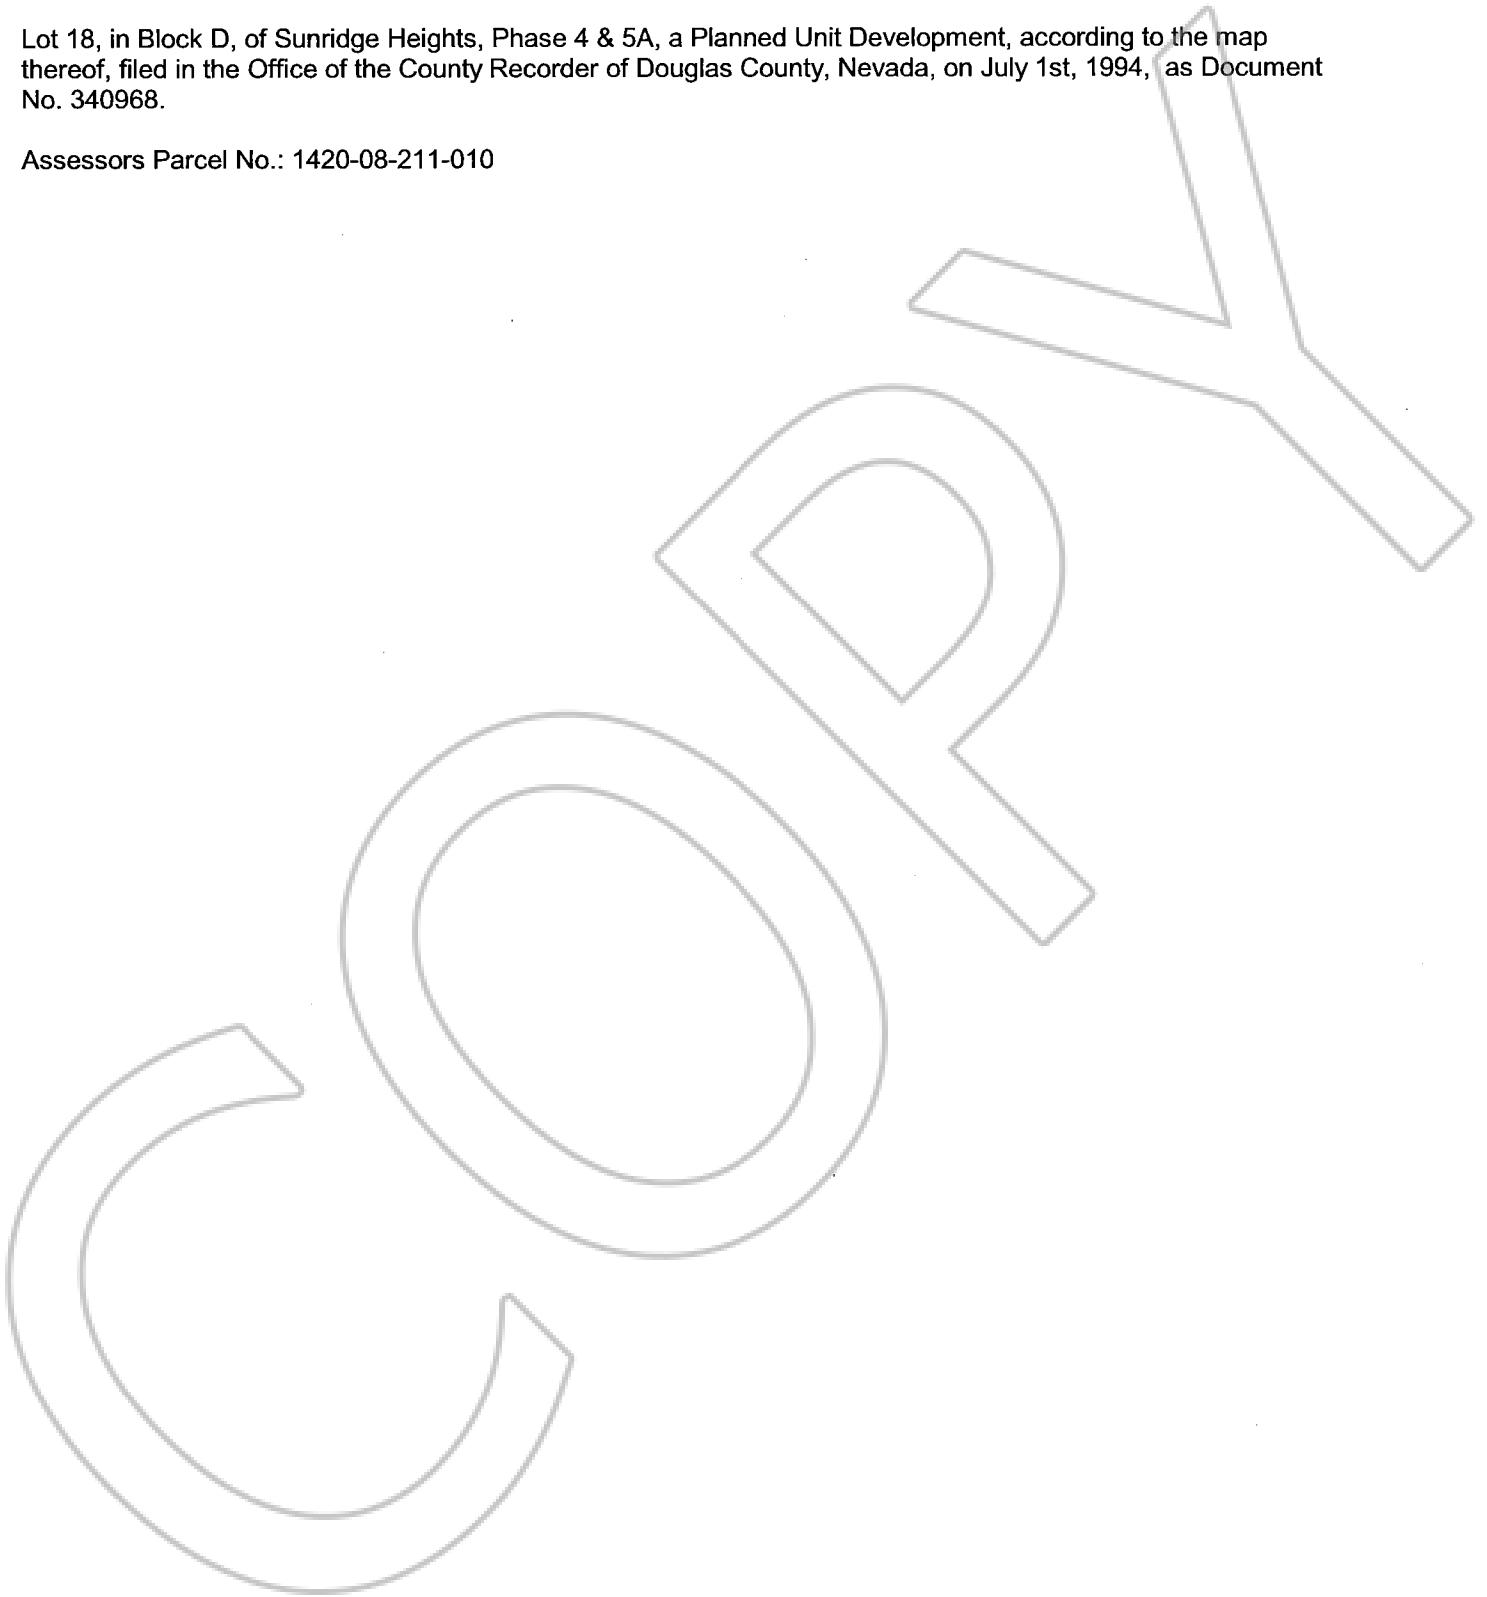 Lot 18, in Block D, of Sunridge Heights, Phase 4 & 5A, a Planned Unit Development, according to the map
thereof, filed in the Office of the County Recorder of Douglas County, Nevada, on July 1st, 1994, as Document
No. 340968.
Assessors Parcel No.: 1420-08-211-010
COPY